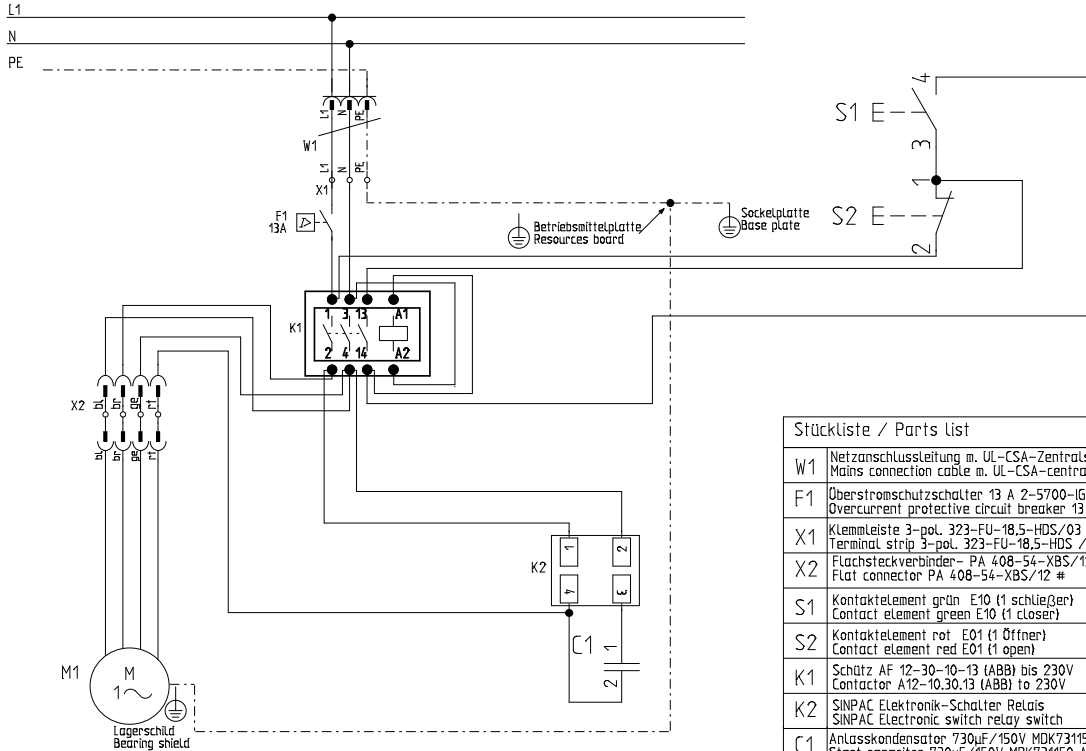 L1
N
PE
L1 N PE
W1
L1 N PE
X1
F1
13A
Betriebsmittelplatte
Resources board
Sockelplatte
Base plate
S1 E
4
3
S2 E
1
2
K1
1 3 13 A1
2 4 14 A2
X2
bl br ge rt
bl br ge rt
K2
1 2
4 3
C1
1
2
M1
M
1
Lagerschild
Bearing shield
Stückliste / Parts list
W1
Netzanschlussleitung m. UL-CSA-Zentrals
Mains connection cable m. UL-CSA-centra
F1
Überstromschutzschalter 13 A 2-5700-IG
Overcurrent protective circuit breaker 13
X1
Klemmleiste 3-pol. 323-FU-18,5-HDS/03
Terminal strip 3-pol. 323-FU-18,5-HDS /
X2
Flachsteckverbinder- PA 408-54-XBS/1
Flat connector PA 408-54-XBS/12 #
S1
Kontaktelement grün E10 (1 schließer)
Contact element green E10 (1 closer)
S2
Kontaktelement rot E01 (1 Öffner)
Contact element red E01 (1 open)
K1
Schütz AF 12-30-10-13 (ABB) bis 230V
Contactor A12-10.30.13 (ABB) to 230V
K2
SINPAC Elektronik-Schalter Relais
SINPAC Electronic switch relay switch
C1
Anlasskondensator 730µF/150V MDK73115